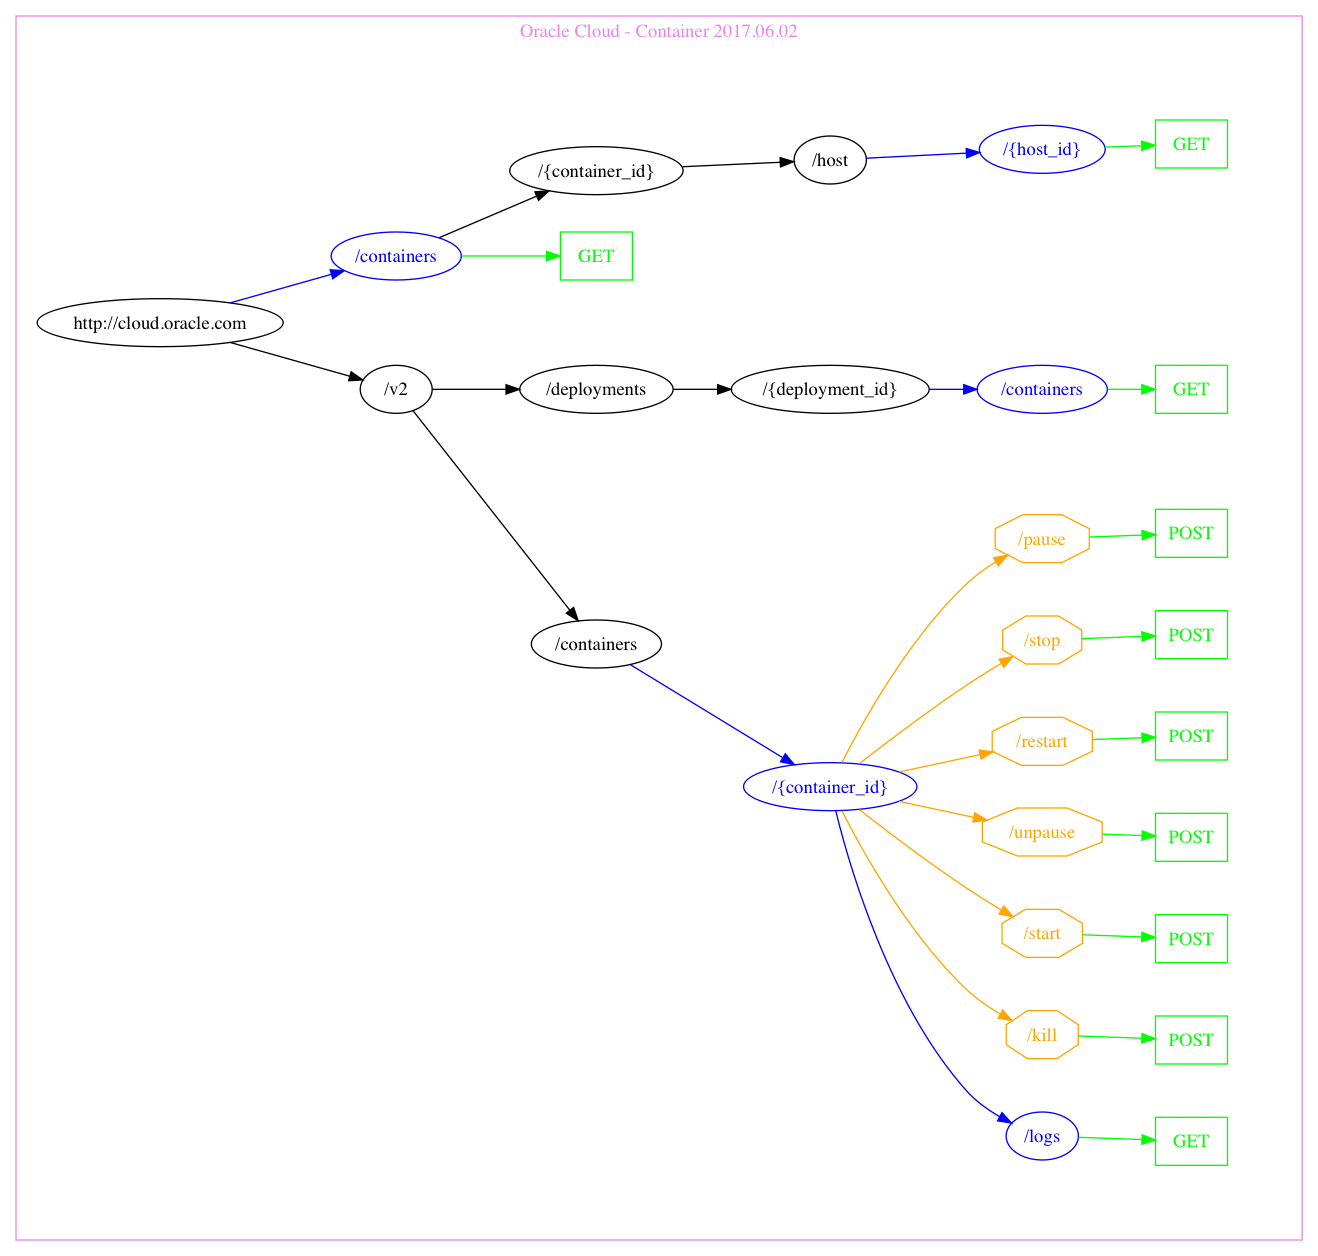 Oracle Cloud - Container 2017.06.02
/{container_id}
/host
/{host_id}
GET
/containers
GET
http://cloud.oracle.com
/v2
/deployments
/{deployment_id}
/containers
GET
/pause
POST
/stop
POST
/containers
/restart
POST
/{container_id}
/unpause
POST
/start
POST
/kill
POST
/logs
GET